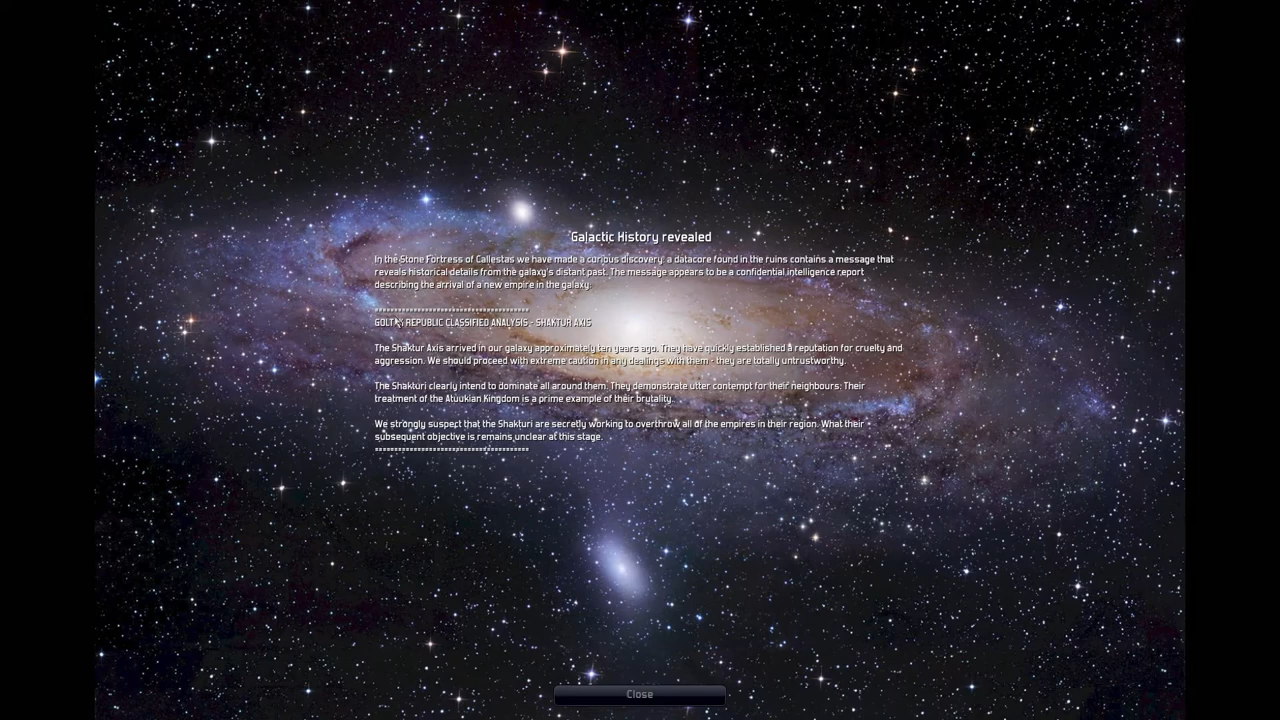 Galactic History revealed
In the Stone Fortress of Callestas we have made a curious discovery: a datacore found in the ruins contains a message that
reveals historical details from the galaxy's distant past. The message appears to be a confidential intelligence report
describing the arrival of a new empire in the galaxy:
REPUBLIC CLASSIFIED ANALYSIS - SHAKTUR AXIS
The Shaktur Axis arrived in our galaxy approximately ten years ago. They have quickly established a reputation for cruelty and
aggression. We should proceed with extreme caution in any dealings with them - they are totally untrustworthy.
The Shakturi clearly intend to dominate all around them. They demonstrate utter contempt for their neighbours: Their
treatment of the Atuukian Kingdom is a prime example of their brutality.
We strongly suspect that the Shakturi are secretly working to overthrow all of the empires in their region. What their
subsequent objective is remains unclear at this stage.
Close